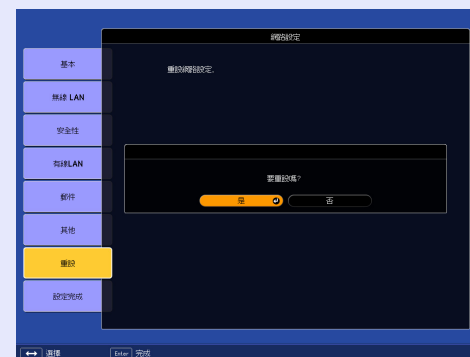 網路設定
基本
重設網路設定。
無線 LAN
安全性
有線LAN
要重設嗎?
郵件
是
否
其他
重設
設定完成
選擇
Enter 完成